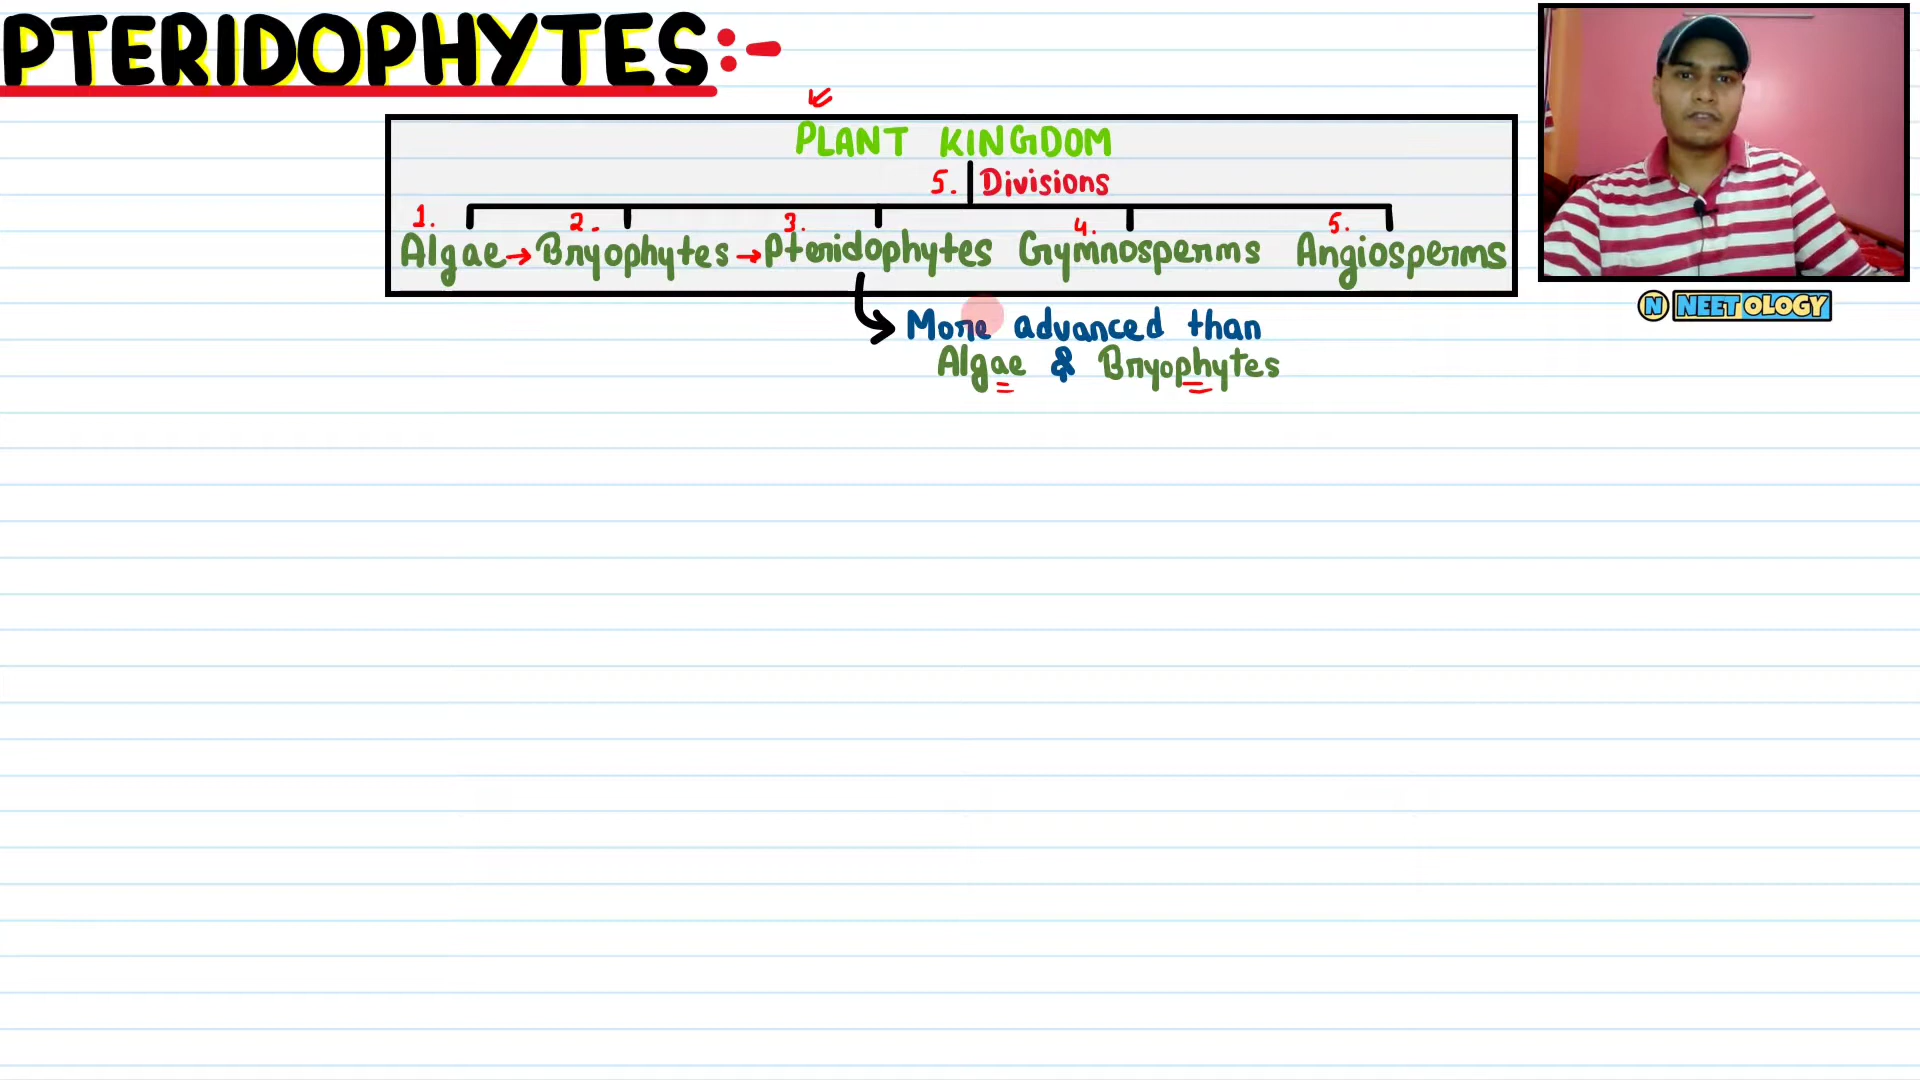 PTERIDOPHYTES:-
PLANT KINGDOM
5. Divisions
1. 2. 3. 4. 5.
Algae → Bryophytes → Pteridophytes Gymnosperms Angiosperms
More advanced than
Algae & Bryophytes
N NEETOLOGY